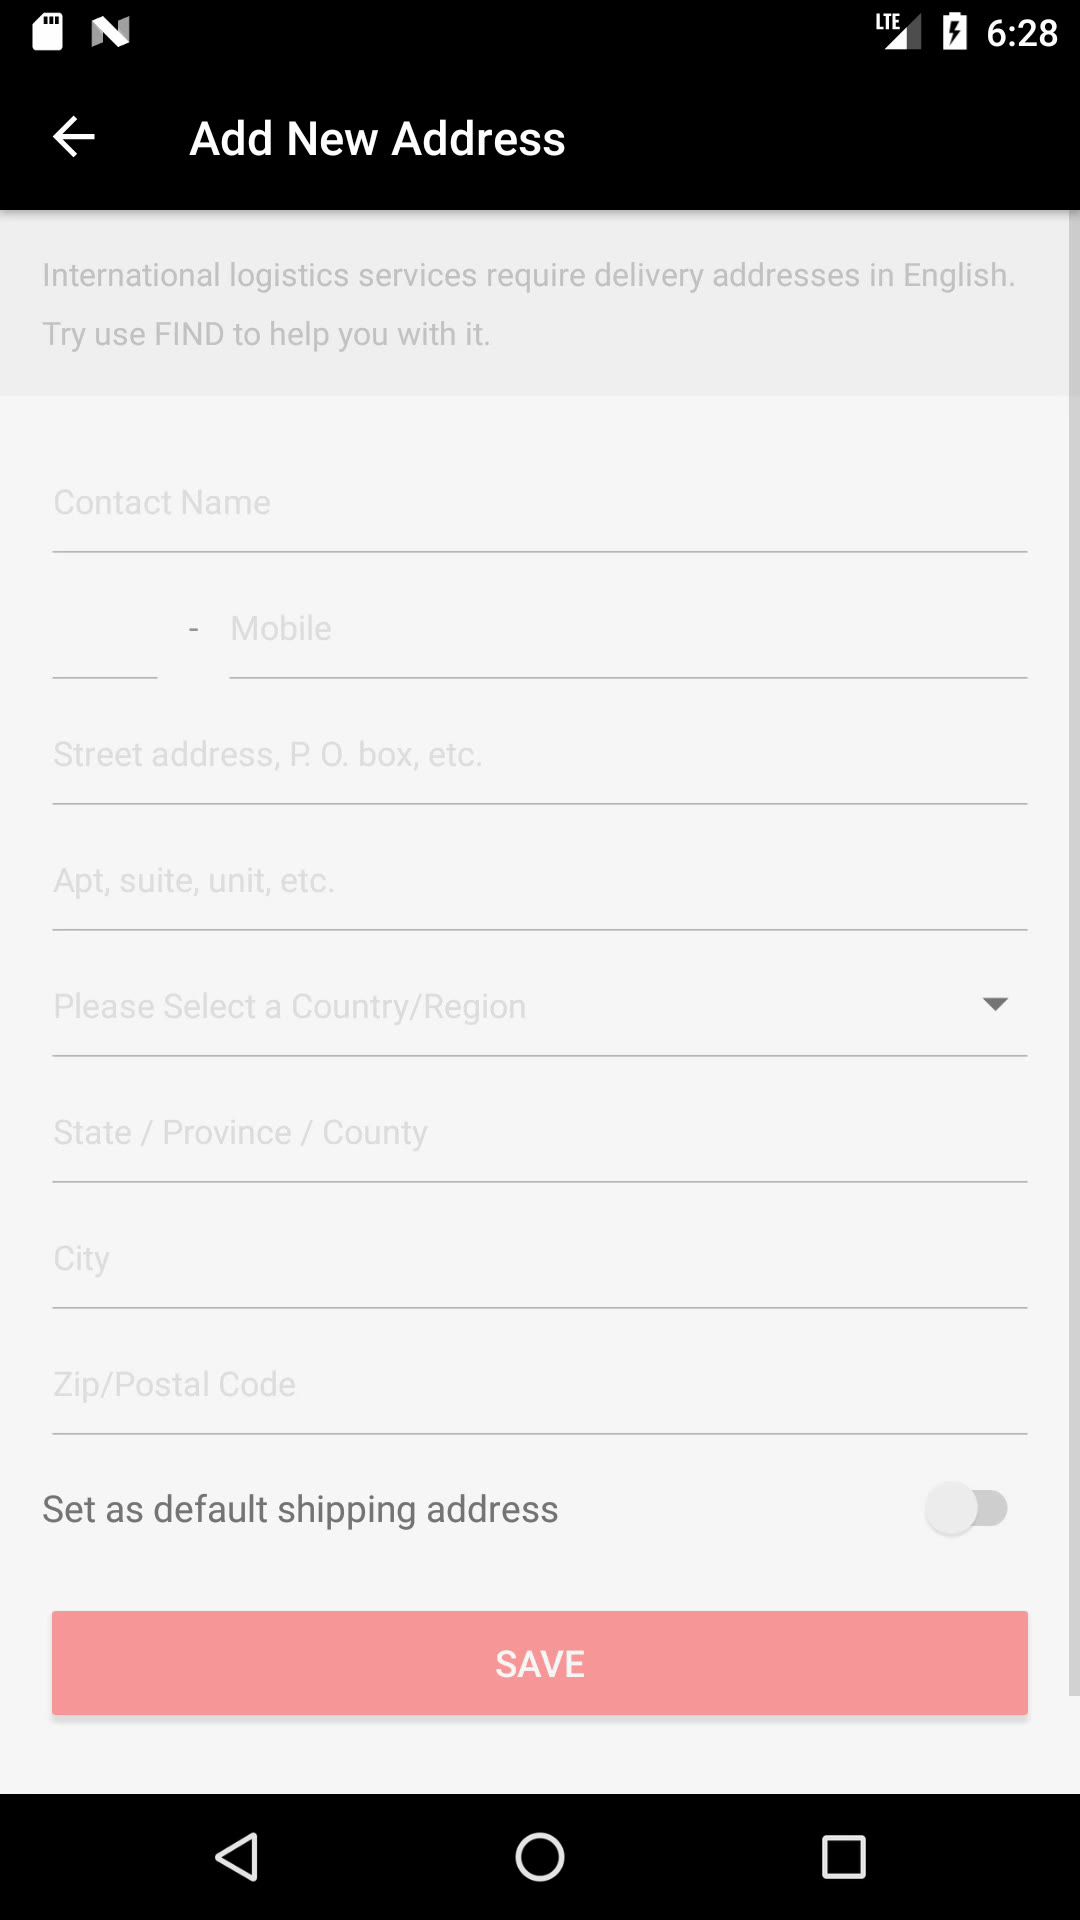 LTE 6:28
Add New Address
International logistics services require delivery addresses in English.
Try use FIND to help you with it.
Contact Name
- Mobile
Street address, P. O. box, etc.
Apt, suite, unit, etc.
Please Select a Country/Region
State / Province / County
City
Zip/Postal Code
Set as default shipping address
SAVE